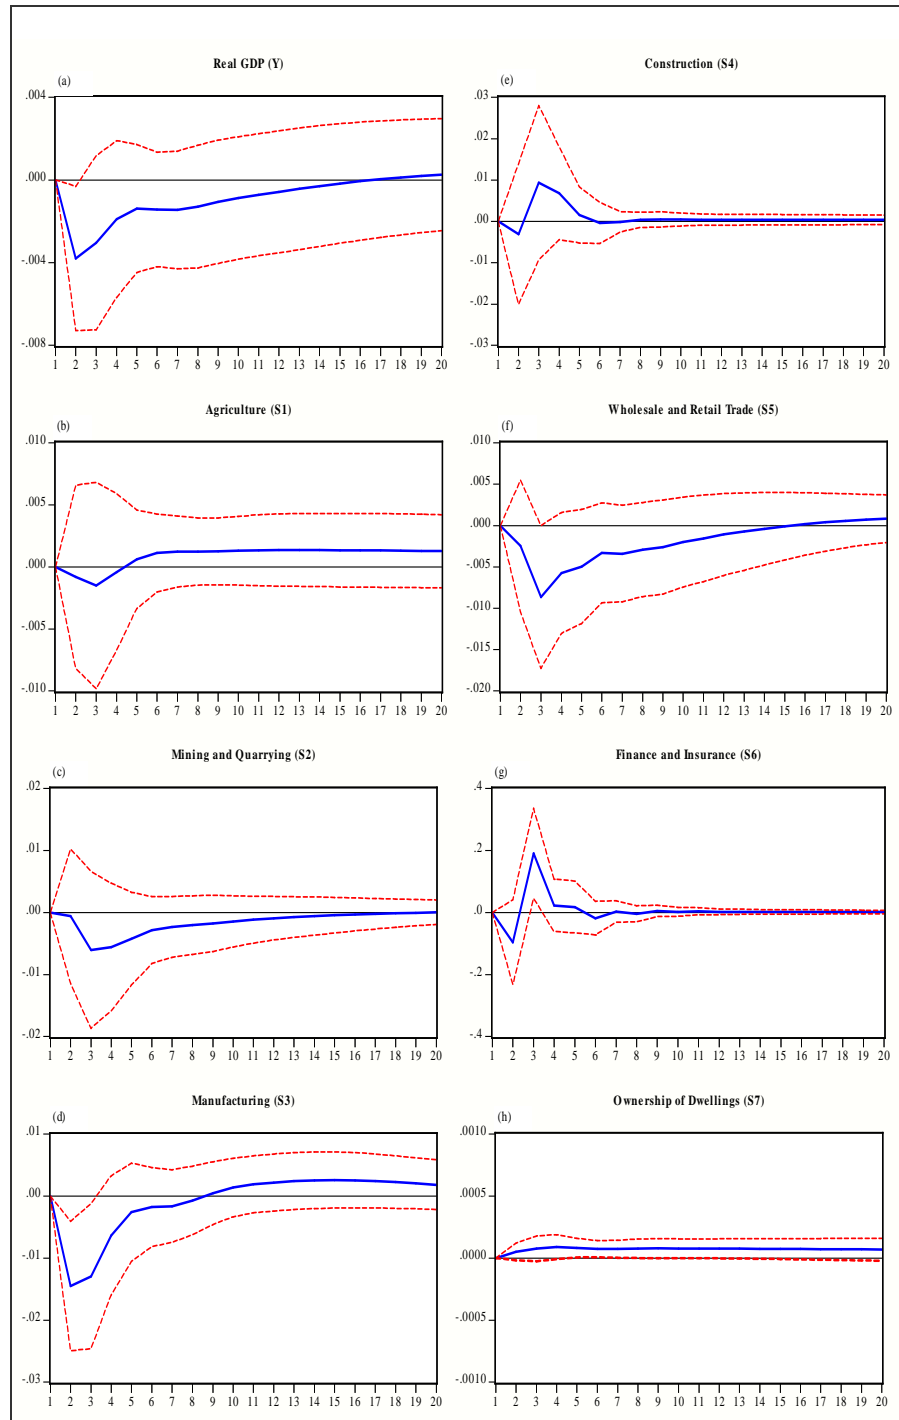 Real GDP (Y)
(a)
.004
.000
-.004
-.008
1 2 3 4 5 6 7 8 9 10 11 12 13 14 15 16 17 18 19 20
Construction (S4)
(e)
.03
.02
.01
.00
-.01
-.02
-.03
1 2 3 4 5 6 7 8 9 10 11 12 13 14 15 16 17 18 19 20
Agriculture (S1)
(b)
.010
.005
.000
-.005
-.010
1 2 3 4 5 6 7 8 9 10 11 12 13 14 15 16 17 18 19 20
Wholesale and Retail Trade (S5)
(f)
.010
.005
.000
-.005
-.010
-.015
-.020
1 2 3 4 5 6 7 8 9 10 11 12 13 14 15 16 17 18 19 20
Mining and Quarrying (S2)
(c)
.02
.01
.00
-.01
-.02
1 2 3 4 5 6 7 8 9 10 11 12 13 14 15 16 17 18 19 20
Finance and Insurance (S6)
(g)
.4
.2
.0
-.2
-.4
1 2 3 4 5 6 7 8 9 10 11 12 13 14 15 16 17 18 19 20
Manufacturing (S3)
(d)
.01
.00
-.01
-.02
-.03
1 2 3 4 5 6 7 8 9 10 11 12 13 14 15 16 17 18 19 20
Ownership of Dwellings (S7)
(h)
.0010
.0005
.0000
-.0005
-.0010
1 2 3 4 5 6 7 8 9 10 11 12 13 14 15 16 17 18 19 20